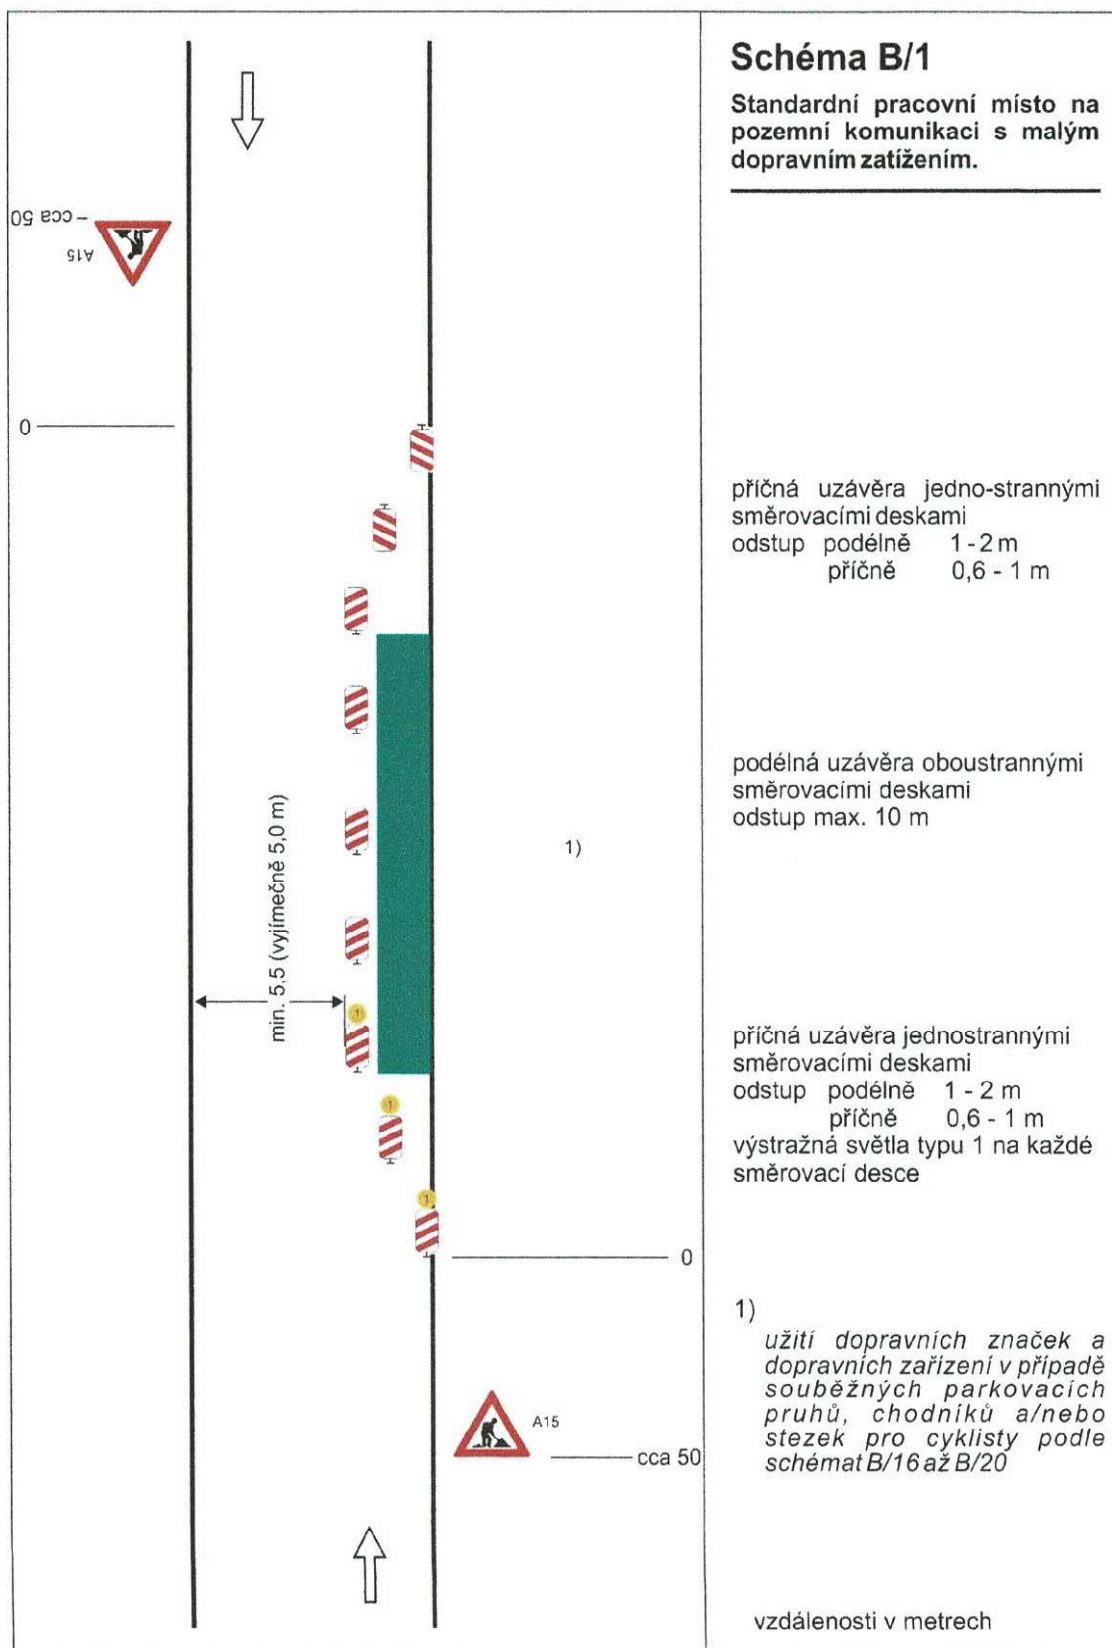 Schéma B/1
Standardní pracovní místo na
pozemní komunikaci s malým
dopravním zatížením.
cca 50
A15
0
příčná uzávěra jedno-strannými
směrovacími deskami
odstup podélně 1-2 m
příčně 0,6 - 1 m
podélná uzávěra oboustrannými
směrovacími deskami
odstup max. 10 m
min. 5,5 (vyjímečně 5,0 m)
1)
1
1
1
příčná uzávěra jednostrannými
směrovacími deskami
odstup podélně 1 - 2 m
příčně 0,6 - 1 m
výstražná světla typu 1 na každé
směrovací desce
0
A15
cca 50
1)
užití dopravních značek a
dopravních zařízení v případě
souběžných parkovacích
pruhů, chodníků a/nebo
stezek pro cyklisty podle
schémat B/16 až B/20
vzdálenosti v metrech